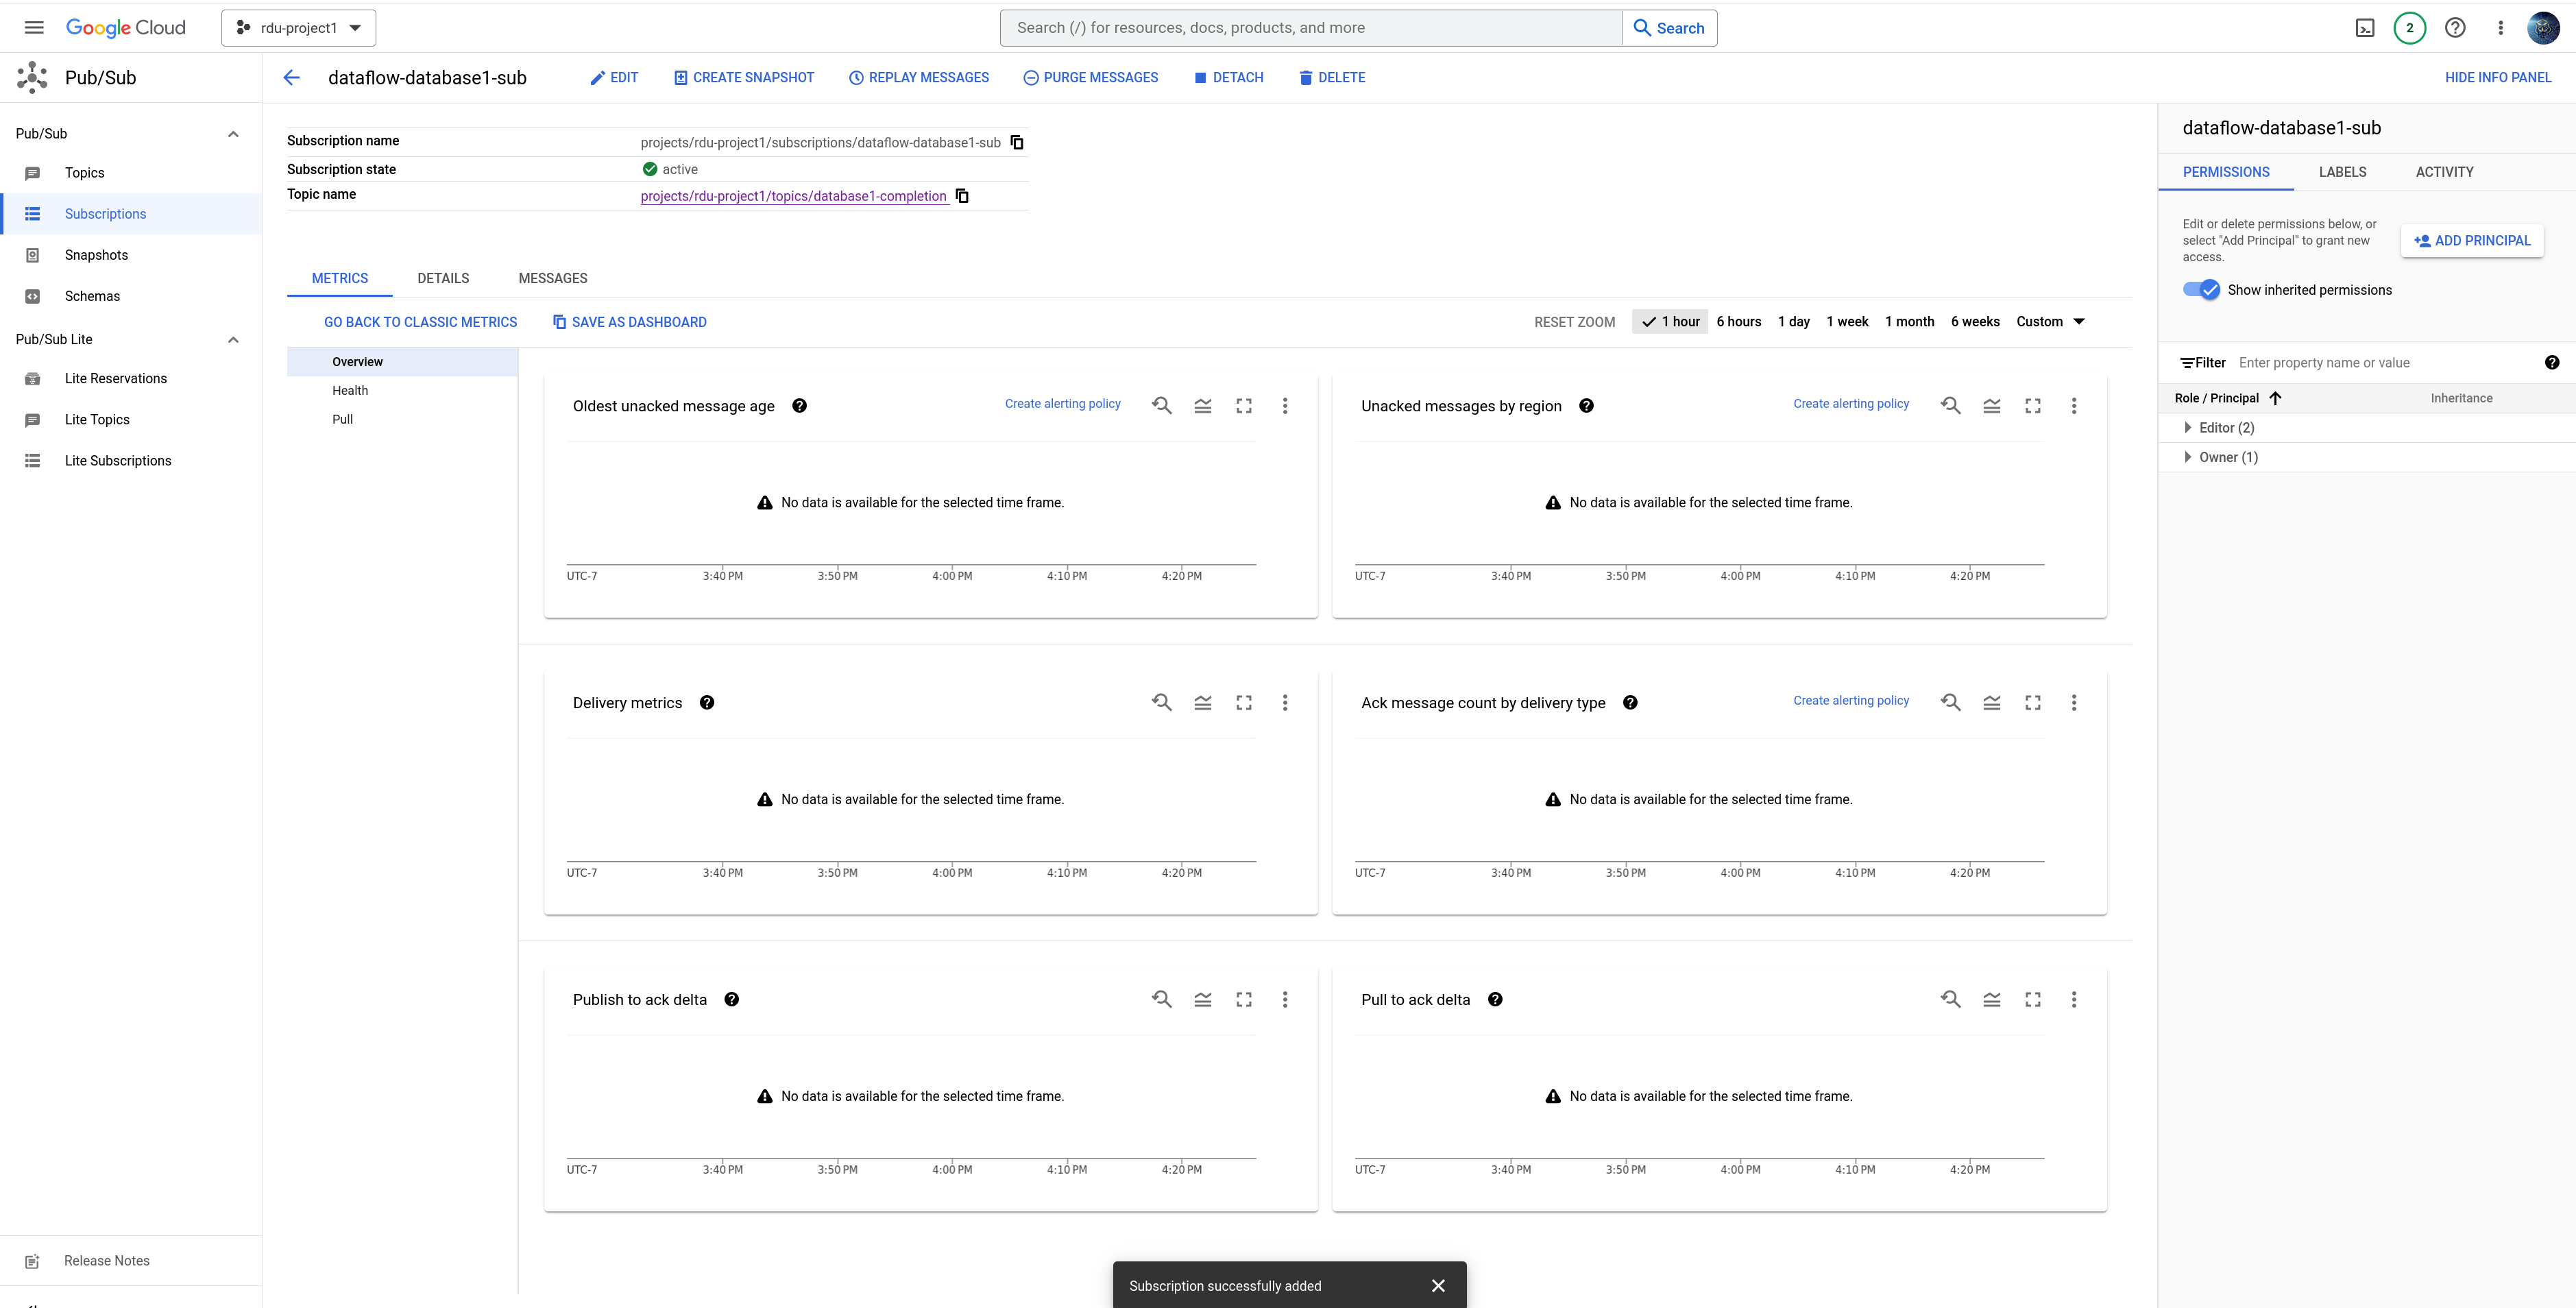 Google Cloud
rdu-project1
Search (/) for resources, docs, products, and more
Search
2
Pub/Sub
dataflow-database1-sub
EDIT
CREATE SNAPSHOT
REPLAY MESSAGES
PURGE MESSAGES
DETACH
DELETE
HIDE INFO PANEL
Pub/Sub
Topics
Subscriptions
Snapshots
Schemas
Pub/Sub Lite
Lite Reservations
Lite Topics
Lite Subscriptions
Release Notes
Subscription name projects/rdu-project1/subscriptions/dataflow-database1-sub
Subscription state active
Topic name projects/rdu-project1/topics/database1-completion
METRICS DETAILS MESSAGES
GO BACK TO CLASSIC METRICS SAVE AS DASHBOARD RESET ZOOM 1 hour 6 hours 1 day 1 week 1 month 6 weeks Custom
Overview
Health
Pull
Oldest unacked message age Create alerting policy
No data is available for the selected time frame.
UTC-7 3:40 PM 3:50 PM 4:00 PM 4:10 PM 4:20 PM
Unacked messages by region Create alerting policy
No data is available for the selected time frame.
UTC-7 3:40 PM 3:50 PM 4:00 PM 4:10 PM 4:20 PM
Delivery metrics
No data is available for the selected time frame.
UTC-7 3:40 PM 3:50 PM 4:00 PM 4:10 PM 4:20 PM
Ack message count by delivery type Create alerting policy
No data is available for the selected time frame.
UTC-7 3:40 PM 3:50 PM 4:00 PM 4:10 PM 4:20 PM
Publish to ack delta
No data is available for the selected time frame.
UTC-7 3:40 PM 3:50 PM 4:00 PM 4:10 PM 4:20 PM
Pull to ack delta
No data is available for the selected time frame.
UTC-7 3:40 PM 3:50 PM 4:00 PM 4:10 PM 4:20 PM
Subscription successfully added
dataflow-database1-sub
PERMISSIONS LABELS ACTIVITY
Edit or delete permissions below, or
select "Add Principal" to grant new
access.
ADD PRINCIPAL
Show inherited permissions
Filter Enter property name or value
Role / Principal Inheritance
Editor (2)
Owner (1)